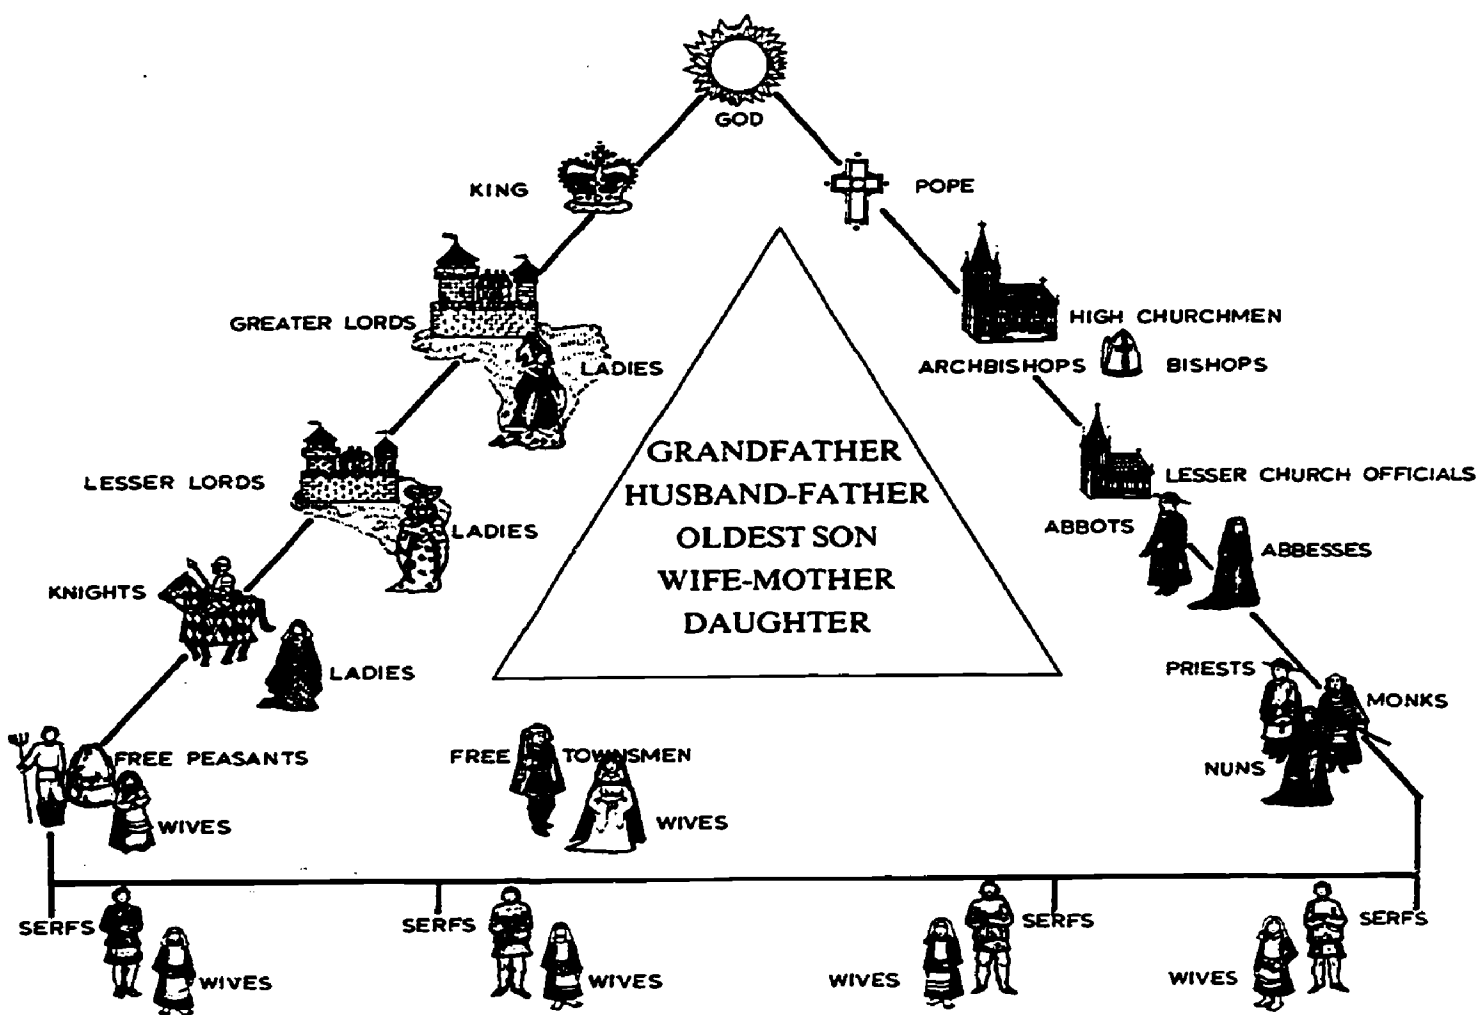 GOD
KING
POPE
GREATER LORDS
LADIES
HIGH CHURCHMEN
ARCHBISHOPS BISHOPS
LESSER LORDS
LADIES
LESSER CHURCH OFFICIALS
ABBOTS
ABBESSES
GRANDFATHER
HUSBAND-FATHER
OLDEST SON
WIFE-MOTHER
DAUGHTER
KNIGHTS
LADIES
PRIESTS
MONKS
NUNS
FREE PEASANTS
WIVES
FREE TOWNSMEN
WIVES
SERFS
WIVES
SERFS
WIVES
SERFS
WIVES
SERFS
WIVES